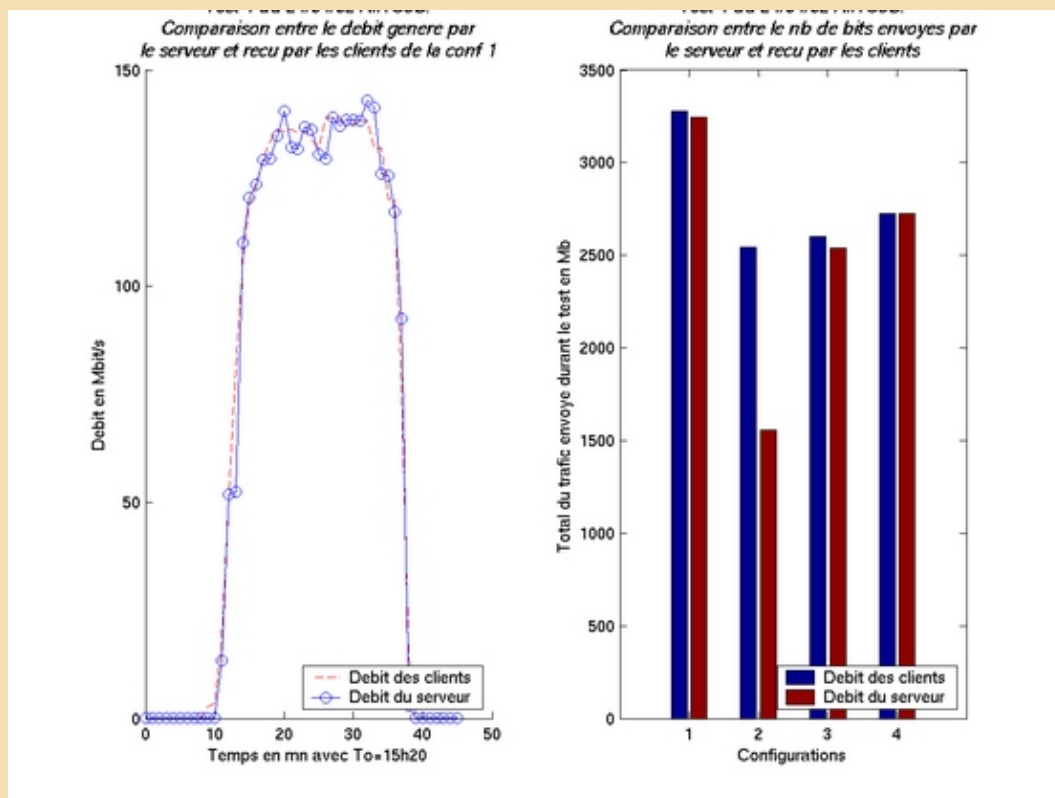 Comparaison entre le debit genere par
le serveur et recu par les clients de la conf 1
150
100
50
0
Debit en Mbit/s
Debit des clients
Debit du serveur
0 10 20 30 40 50
Temps en mn avec To=15h20
Comparaison entre le nb de bits envoyes par
le serveur et recu par les clients
3500
3000
2500
2000
1500
1000
500
0
Total du trafic envoye durant le test en Mb
Debit des clients
Debit du serveur
1 2 3 4
Configurations